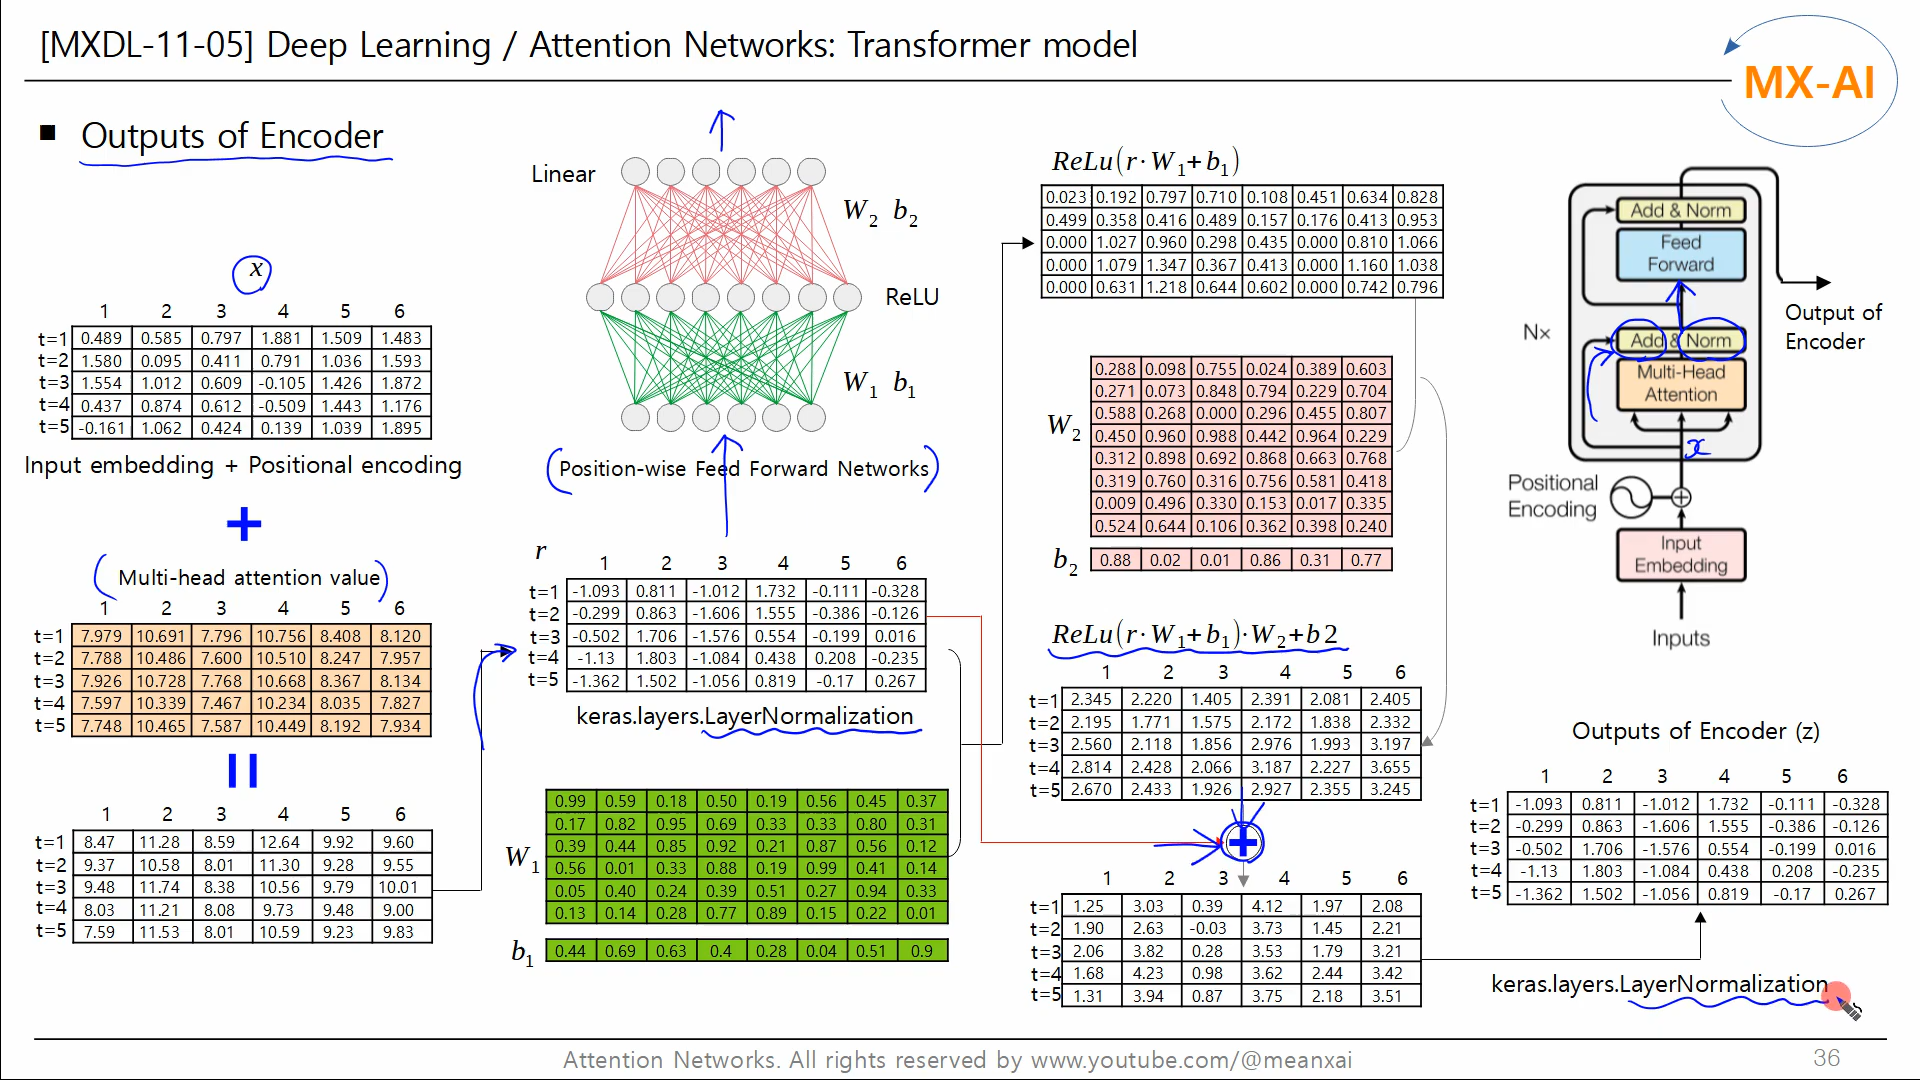 [MXDL-11-05] Deep Learning / Attention Networks: Transformer model
MX-AI
■ Outputs of Encoder
x
1 2 3 4 5 6
t=1 0.489 0.585 0.797 1.881 1.509 1.483
t=2 1.580 0.095 0.411 0.791 1.036 1.593
t=3 1.554 1.012 0.609 -0.105 1.426 1.872
t=4 0.437 0.874 0.612 -0.509 1.443 1.176
t=5 -0.161 1.062 0.424 0.139 1.039 1.895
Input embedding + Positional encoding
+
Multi-head attention value
1 2 3 4 5 6
t=1 7.979 10.691 7.796 10.756 8.408 8.120
t=2 7.788 10.486 7.600 10.510 8.247 7.957
t=3 7.926 10.728 7.768 10.668 8.367 8.134
t=4 7.597 10.339 7.467 10.234 8.035 7.827
t=5 7.748 10.465 7.587 10.449 8.192 7.934
=
1 2 3 4 5 6
t=1 8.47 11.28 8.59 12.64 9.92 9.60
t=2 9.37 10.58 8.01 11.30 9.28 9.55
t=3 9.48 11.74 8.38 10.56 9.79 10.01
t=4 8.03 11.21 8.08 9.73 9.48 9.00
t=5 7.59 11.53 8.01 10.59 9.23 9.83
Linear
W2 b2
ReLU
W1 b1
Position-wise Feed Forward Networks
r
1 2 3 4 5 6
t=1 -1.093 0.811 -1.012 1.732 -0.111 -0.328
t=2 -0.299 0.863 -1.606 1.555 -0.386 -0.126
t=3 -0.502 1.706 -1.576 0.554 -0.199 0.016
t=4 -1.13 1.803 -1.084 0.438 0.208 -0.235
t=5 -1.362 1.502 -1.056 0.819 -0.17 0.267
keras.layers.LayerNormalization
W1
0.99 0.59 0.18 0.50 0.19 0.56 0.45 0.37
0.17 0.82 0.95 0.69 0.33 0.33 0.80 0.31
0.39 0.44 0.85 0.92 0.21 0.87 0.56 0.12
0.56 0.01 0.33 0.88 0.19 0.99 0.41 0.14
0.05 0.40 0.24 0.39 0.51 0.27 0.94 0.33
0.13 0.14 0.28 0.77 0.89 0.15 0.22 0.01
b1 0.44 0.69 0.63 0.4 0.28 0.04 0.51 0.9
ReLu(r·W1+b1)
0.023 0.192 0.797 0.710 0.108 0.451 0.634 0.828
0.499 0.358 0.416 0.489 0.157 0.176 0.413 0.953
0.000 1.027 0.960 0.298 0.435 0.000 0.810 1.066
0.000 1.079 1.347 0.367 0.413 0.000 1.160 1.038
0.000 0.631 1.218 0.644 0.602 0.000 0.742 0.796
W2
0.288 0.098 0.755 0.024 0.389 0.603
0.271 0.073 0.848 0.794 0.229 0.704
0.588 0.268 0.000 0.296 0.455 0.807
0.450 0.960 0.988 0.442 0.964 0.229
0.312 0.898 0.692 0.868 0.663 0.768
0.319 0.760 0.316 0.756 0.581 0.418
0.009 0.496 0.330 0.153 0.017 0.335
0.524 0.644 0.106 0.362 0.398 0.240
b2 0.88 0.02 0.01 0.86 0.31 0.77
ReLu(r·W1+b1)·W2+b2
1 2 3 4 5 6
t=1 2.345 2.220 1.405 2.391 2.081 2.405
t=2 2.195 1.771 1.575 2.172 1.838 2.332
t=3 2.560 2.118 1.856 2.976 1.993 3.197
t=4 2.814 2.428 2.066 3.187 2.227 3.655
t=5 2.670 2.433 1.926 2.927 2.355 3.245
+
1 2 3 4 5 6
t=1 1.25 3.03 0.39 4.12 1.97 2.08
t=2 1.90 2.63 -0.03 3.73 1.45 2.21
t=3 2.06 3.82 0.28 3.53 1.79 3.21
t=4 1.68 4.23 0.98 3.62 2.44 3.42
t=5 1.31 3.94 0.87 3.75 2.18 3.51
Add & Norm
Feed
Forward
Output of
Encoder
N×
Add & Norm
Multi-Head
Attention
x
Positional
Encoding
Input
Embedding
Inputs
Outputs of Encoder (z)
1 2 3 4 5 6
t=1 -1.093 0.811 -1.012 1.732 -0.111 -0.328
t=2 -0.299 0.863 -1.606 1.555 -0.386 -0.126
t=3 -0.502 1.706 -1.576 0.554 -0.199 0.016
t=4 -1.13 1.803 -1.084 0.438 0.208 -0.235
t=5 -1.362 1.502 -1.056 0.819 -0.17 0.267
keras.layers.LayerNormalization
Attention Networks. All rights reserved by www.youtube.com/@meanxai
36